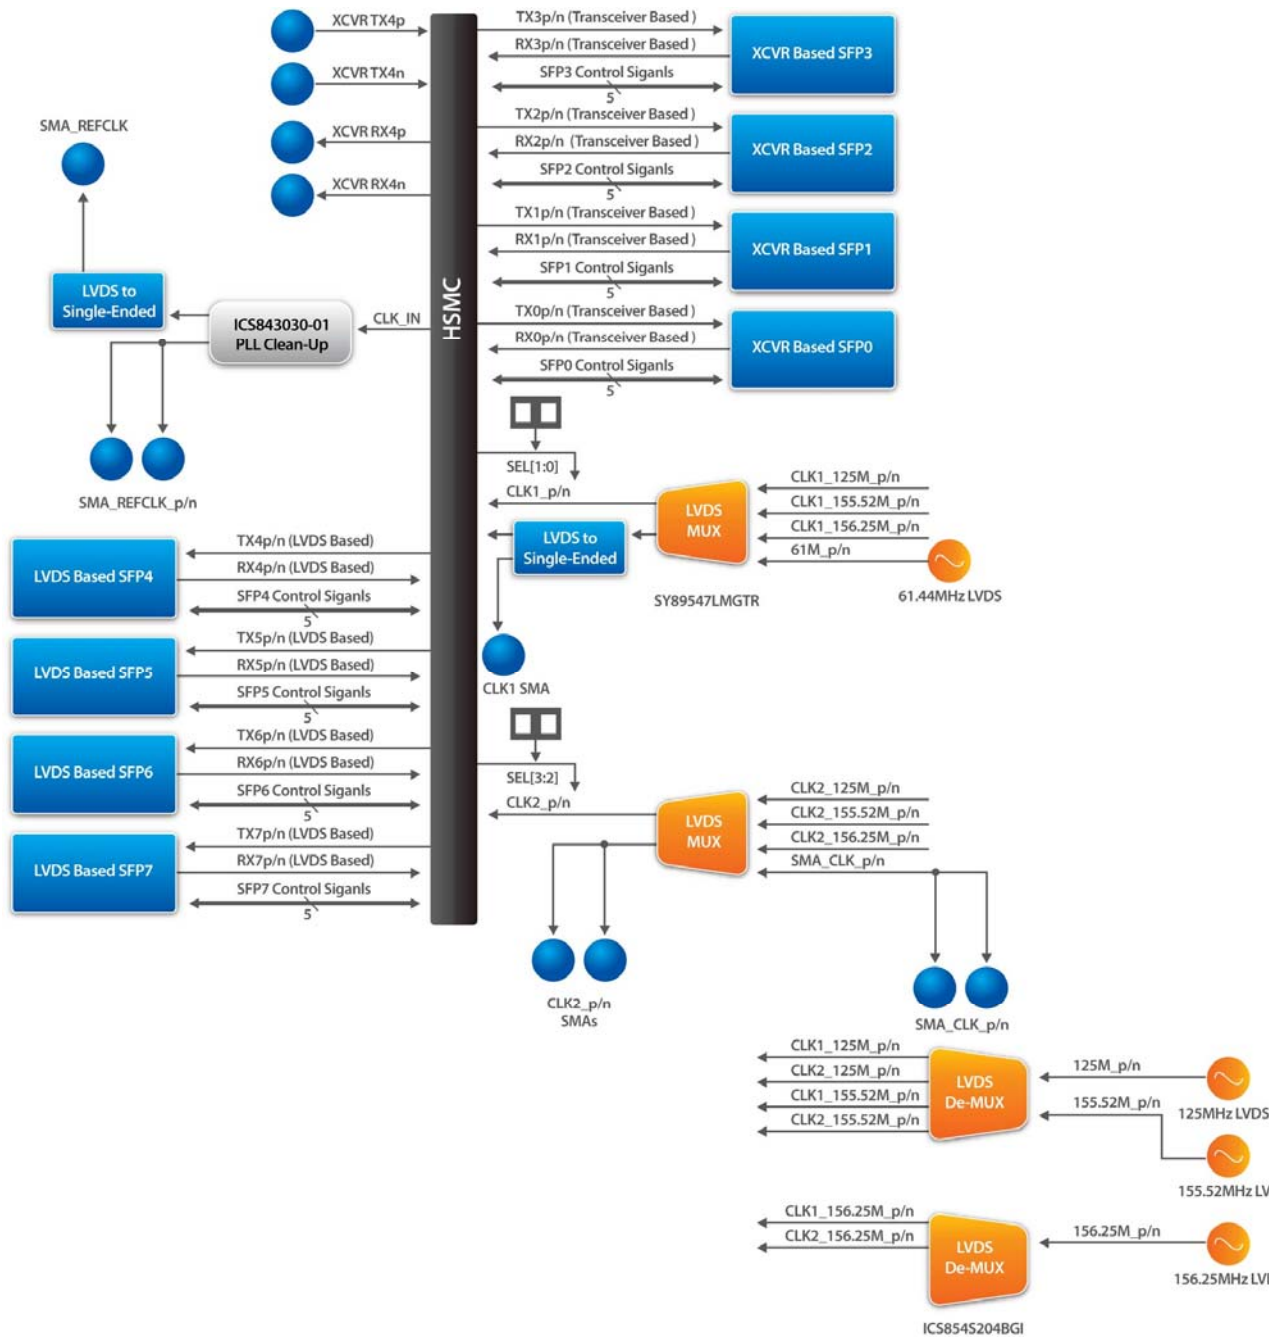 XCVR TX4p
XCVR TX4n
XCVR RX4p
XCVR RX4n
SMA_REFCLK
LVDS to
Single-Ended
ICS843030-01
PLL Clean-Up
CLK_IN
SMA_REFCLK_p/n
HSMC
TX3p/n (Transceiver Based )
RX3p/n (Transceiver Based )
SFP3 Control Siganls
5
XCVR Based SFP3
TX2p/n (Transceiver Based )
RX2p/n (Transceiver Based )
SFP2 Control Siganls
5
XCVR Based SFP2
TX1p/n (Transceiver Based )
RX1p/n (Transceiver Based )
SFP1 Control Siganls
5
XCVR Based SFP1
TX0p/n (Transceiver Based )
RX0p/n (Transceiver Based )
SFP0 Control Siganls
5
XCVR Based SFP0
SEL[1:0]
CLK1_p/n
LVDS to
Single-Ended
LVDS
MUX
CLK1_125M_p/n
CLK1_155.52M_p/n
CLK1_156.25M_p/n
61M_p/n
SY89547LMGTR
61.44MHz LVDS
CLK1 SMA
LVDS Based SFP4
TX4p/n (LVDS Based)
RX4p/n (LVDS Based)
SFP4 Control Siganls
5
LVDS Based SFP5
TX5p/n (LVDS Based)
RX5p/n (LVDS Based)
SFP5 Control Siganls
5
LVDS Based SFP6
TX6p/n (LVDS Based)
RX6p/n (LVDS Based)
SFP6 Control Siganls
5
LVDS Based SFP7
TX7p/n (LVDS Based)
RX7p/n (LVDS Based)
SFP7 Control Siganls
5
SEL[3:2]
CLK2_p/n
LVDS
MUX
CLK2_125M_p/n
CLK2_155.52M_p/n
CLK2_156.25M_p/n
SMA_CLK_p/n
CLK2_p/n
SMAs
SMA_CLK_p/n
CLK1_125M_p/n
CLK2_125M_p/n
CLK1_155.52M_p/n
CLK2_155.52M_p/n
LVDS
De-MUX
125M_p/n
155.52M_p/n
125MHz LVDS
155.52MHz LV
CLK1_156.25M_p/n
CLK2_156.25M_p/n
LVDS
De-MUX
156.25M_p/n
156.25MHz LV
ICS854S204BGI